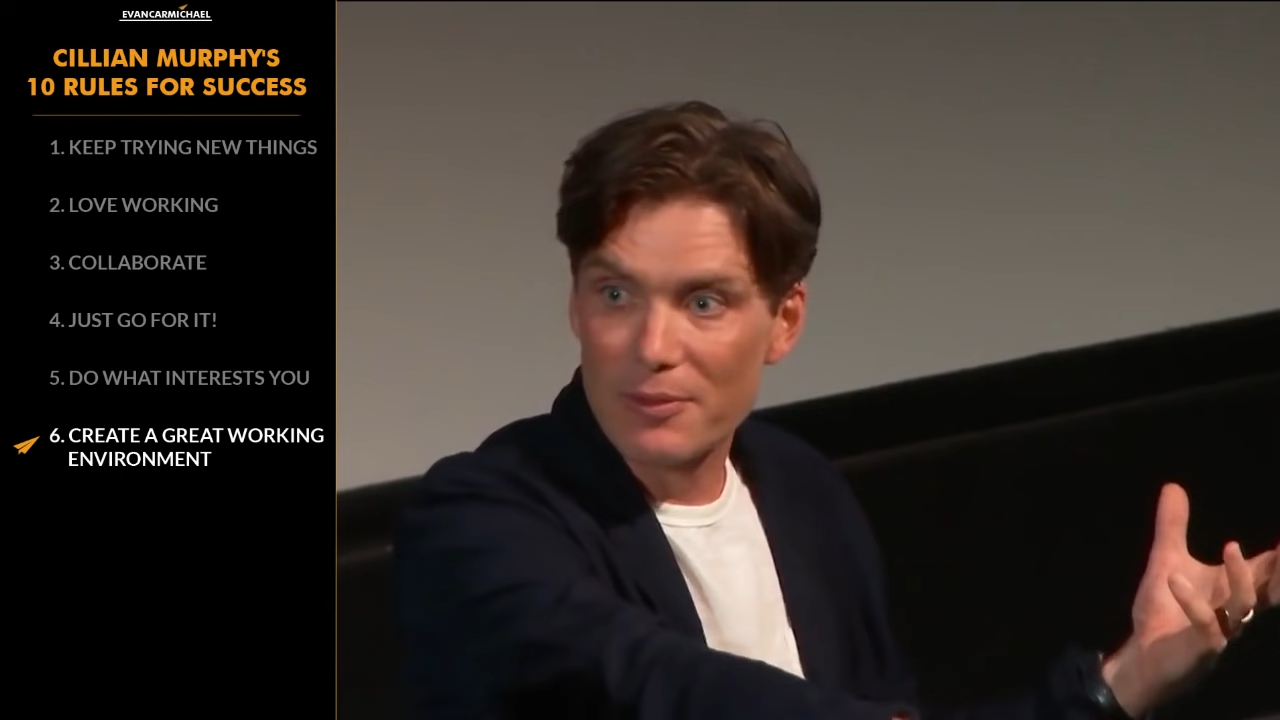 EVANCARMICHAEL
CILLIAN MURPHY'S
10 RULES FOR SUCCESS
1. KEEP TRYING NEW THINGS
2. LOVE WORKING
3. COLLABORATE
4. JUST GO FOR IT!
5. DO WHAT INTERESTS YOU
6. CREATE A GREAT WORKING
ENVIRONMENT